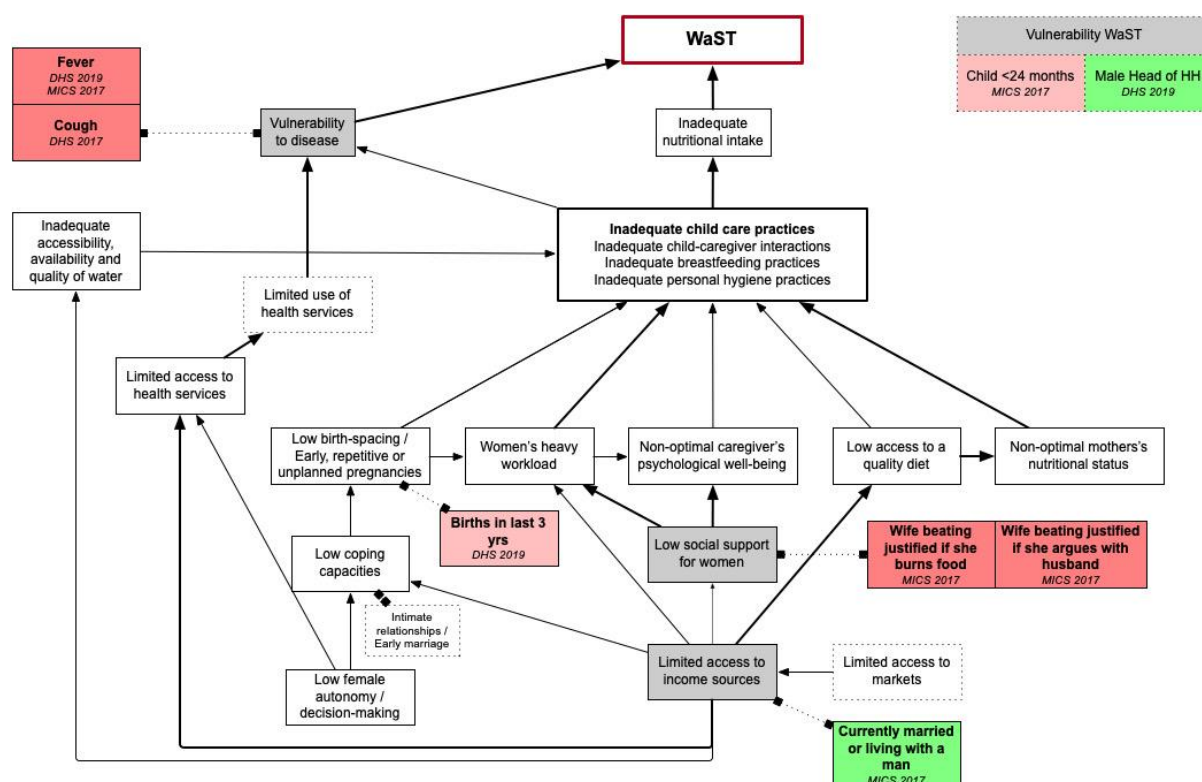 WaST
Vulnerability WaST
Child <24 months
MICS 2017
Male Head of HH
DHS 2019
Fever
DHS 2019
MICS 2017
Cough
DHS 2017
Vulnerability
to disease
Inadequate
nutritional intake
Inadequate
accessibility,
availability and
quality of water
Inadequate child care practices
Inadequate child-caregiver interactions
Inadequate breastfeeding practices
Inadequate personal hygiene practices
Limited use of
health services
Limited access to
health services
Low birth-spacing /
Early, repetitive or
unplanned pregnancies
Women's heavy
workload
Non-optimal caregiver's
psychological well-being
Low access to a
quality diet
Non-optimal mothers's
nutritional status
Births in last 3
yrs
DHS 2019
Low coping
capacities
Low social support
for women
Wife beating
justified if she
burns food
MICS 2017
Wife beating justified
if she argues with
husband
MICS 2017
Intimate
relationships /
Early marriage
Low female
autonomy /
decision-making
Limited access to
income sources
Limited access to
markets
Currently married
or living with a
man
MICS 2017